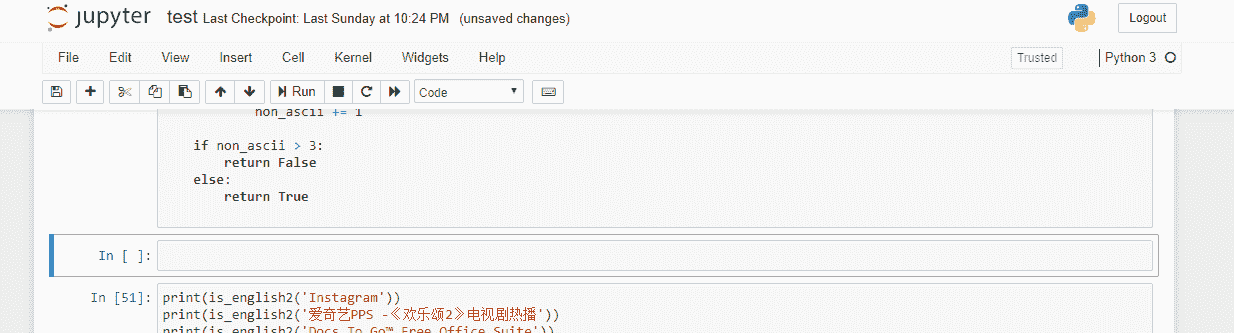 jupyter test Last Checkpoint: Last Sunday at 10:24 PM (unsaved changes)
Logout
File Edit View Insert Cell Kernel Widgets Help
Trusted
Python 3
Run
Code
non_ascii += 1
if non_ascii > 3:
return False
else:
return True
In [ ]:
In [51]:
print(is_english2('Instagram'))
print(is_english2('爱奇艺PPS -《欢乐颂2》电视剧热播'))
print(is_english2('Docs To Go™ Free Office Suite'))